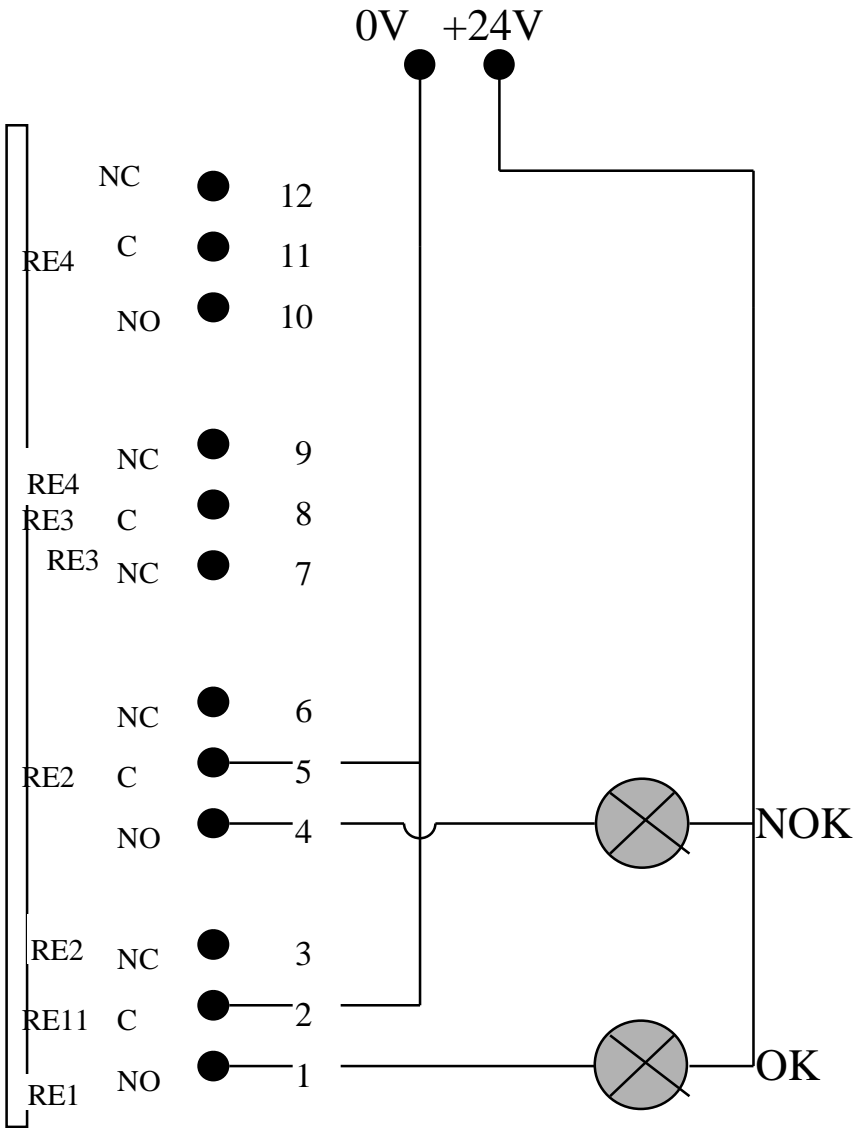 0V +24V
NC 12
C 11
RE4
NO 10
NC 9
RE4
RE3 C 8
RE3 NC 7
NC 6
RE2 C 5
NO 4 NOK
RE2 NC 3
RE11 C 2
RE1 NO 1 OK